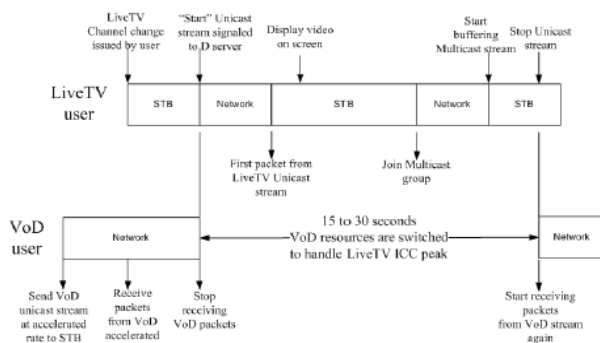 LiveTV
Channel change
issued by user
"Start" Unicast
stream signaled
to D server
Display video
on screen
Start
buffering
Multicast stream
Stop Unicast
stream
LiveTV
user
STB
Network
STB
Network
STB
First packet from
LiveTV Unicast
stream
Join Multicast
group
VoD
user
Network
15 to 30 seconds
VoD resources are switched
to handle LiveTV ICC peak
Network
Send VoD
unicast stream
at accelerated
rate to STB
Receive
packets
from VoD
accelerated
Stop
receiving
VoD packets
Start receiving
packets
from VoD stream
again